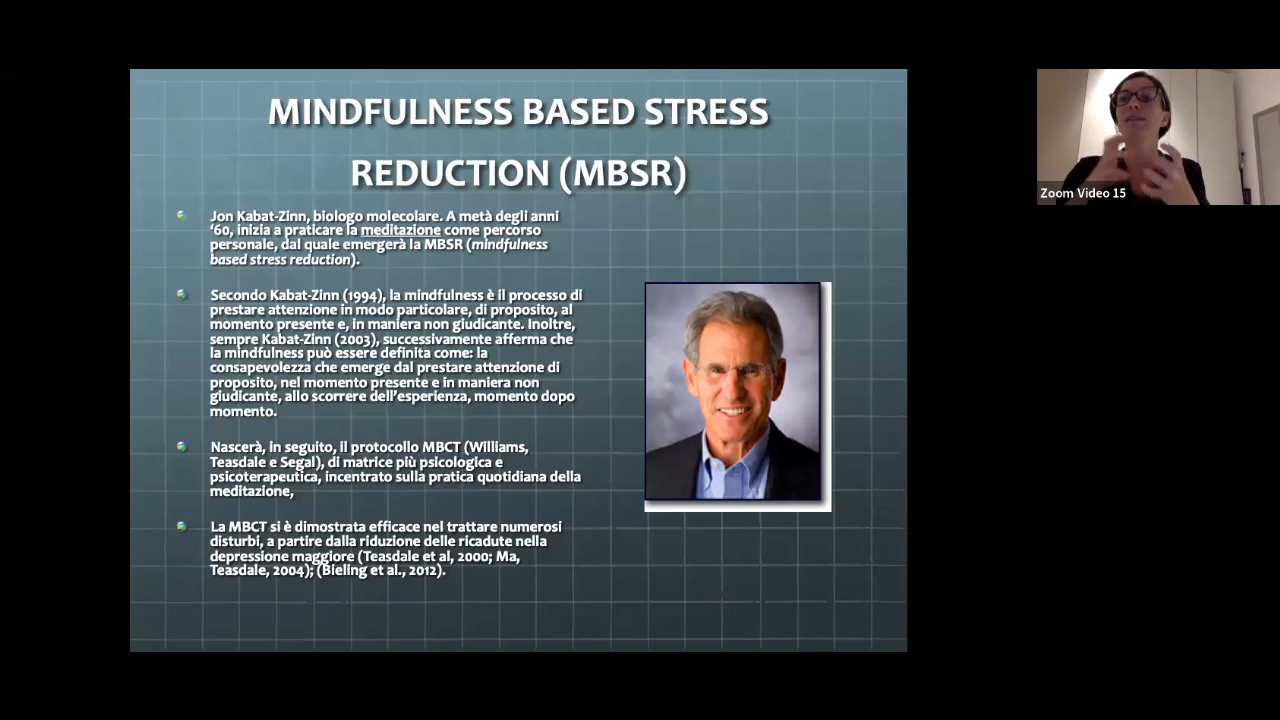 MINDFULNESS BASED STRESS
REDUCTION (MBSR)
Jon Kabat-Zinn, biologo molecolare. A metà degli anni
‘60, inizia a praticare la meditazione come percorso
personale, dal quale emergerà la MBSR (mindfulness
based stress reduction).
Secondo Kabat-Zinn (1994), la mindfulness è il processo di
prestare attenzione in modo particolare, di proposito, al
momento presente e, in maniera non giudicante. Inoltre,
sempre Kabat-Zinn (2003), successivamente afferma che
la mindfulness può essere definita come: la
consapevolezza che emerge dal prestare attenzione di
proposito, nel momento presente e in maniera non
giudicante, allo scorrere dell’esperienza, momento dopo
momento.
Nascerà, in seguito, il protocollo MBCT (Williams,
Teasdale e Segal), di matrice più psicologica e
psicoterapeutica, incentrato sulla pratica quotidiana della
meditazione,
La MBCT si è dimostrata efficace nel trattare numerosi
disturbi, a partire dalla riduzione delle ricadute nella
depressione maggiore (Teasdale et al, 2000; Ma,
Teasdale, 2004); (Bieling et al., 2012).
Zoom Video 15